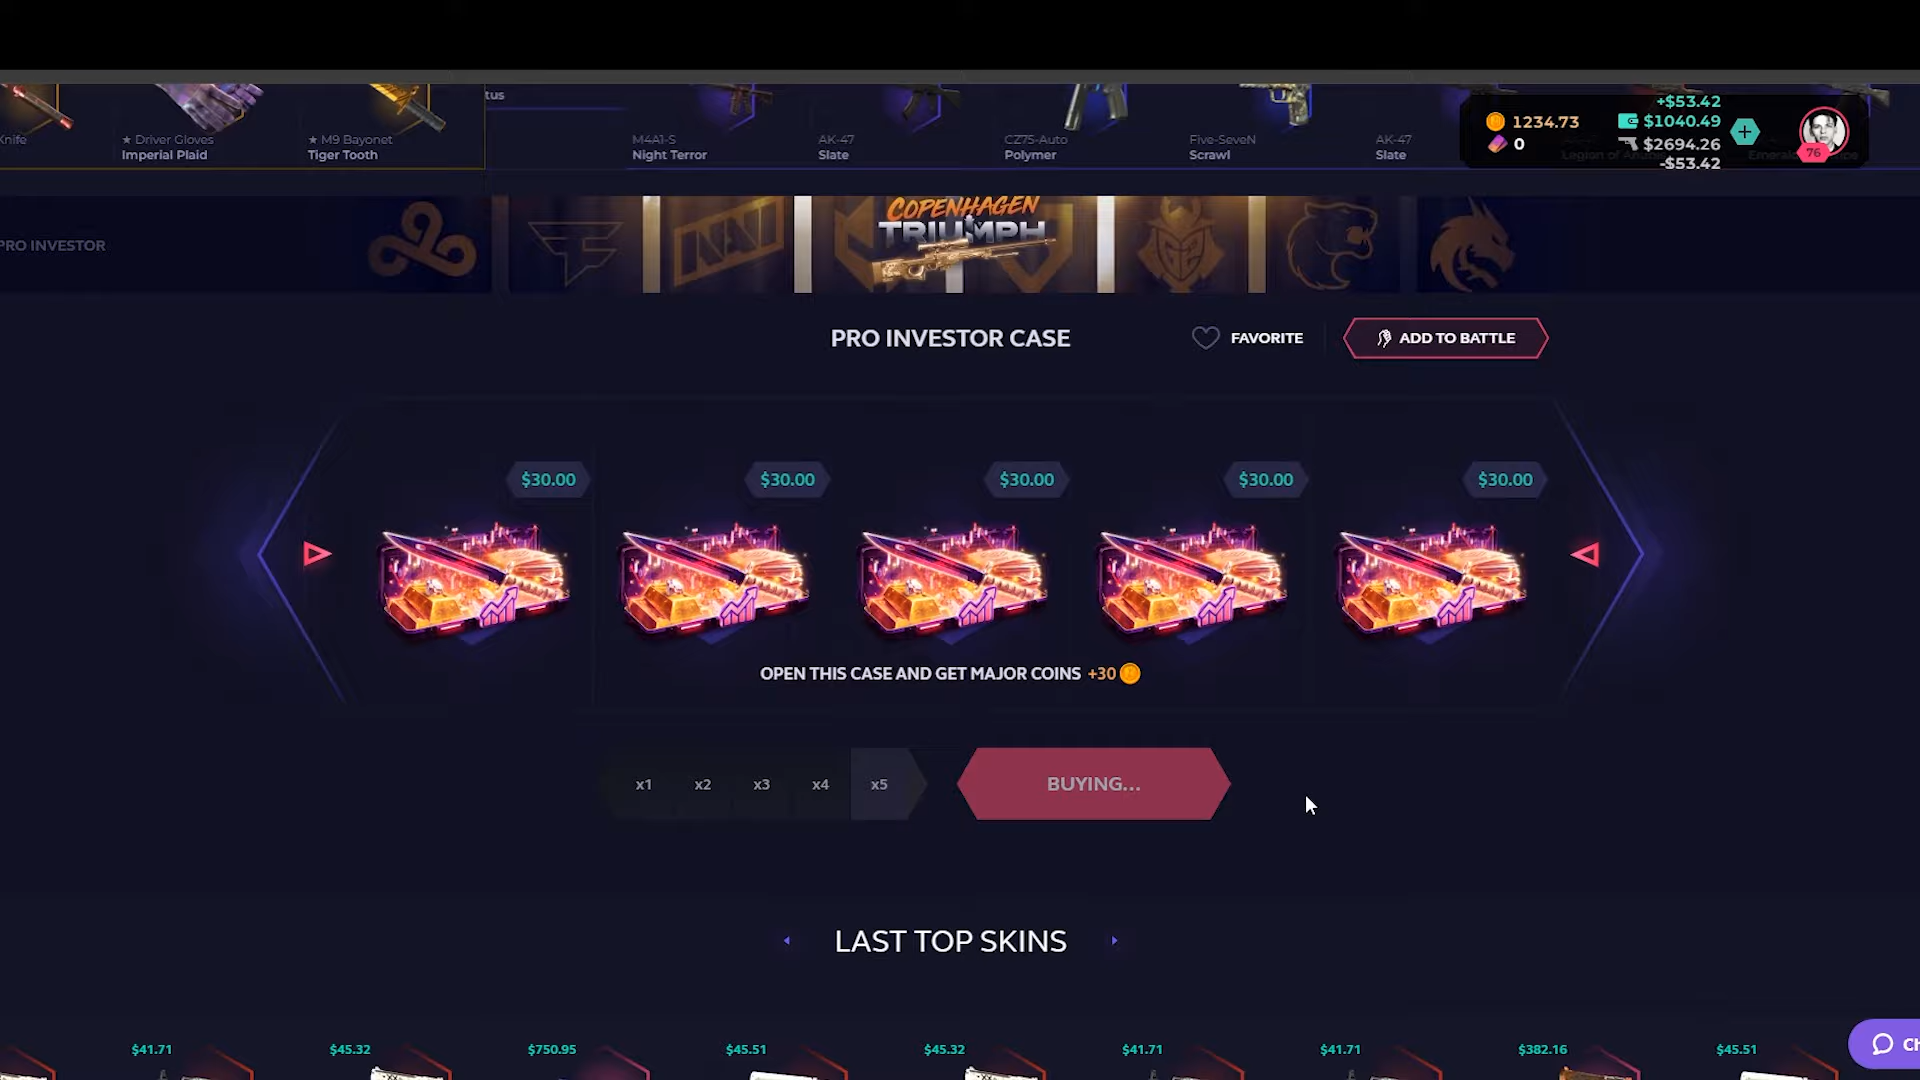 tus
Knife
★ Driver Gloves
Imperial Plaid
★ M9 Bayonet
Tiger Tooth
M4A1-S
Night Terror
AK-47
Slate
CZ75-Auto
Polymer
Five-SeveN
Scrawl
AK-47
Slate
1234.73
0
+$53.42
$1040.49
$2694.26
-$53.42
76
PRO INVESTOR
NAVI
G2
COPENHAGEN
TRIUMPH
PRO INVESTOR CASE
FAVORITE
ADD TO BATTLE
$30.00
$30.00
$30.00
$30.00
$30.00
OPEN THIS CASE AND GET MAJOR COINS +30
x1
x2
x3
x4
x5
BUYING...
LAST TOP SKINS
$41.71
$45.32
$750.95
$45.51
$45.32
$41.71
$41.71
$382.16
$45.51
CH